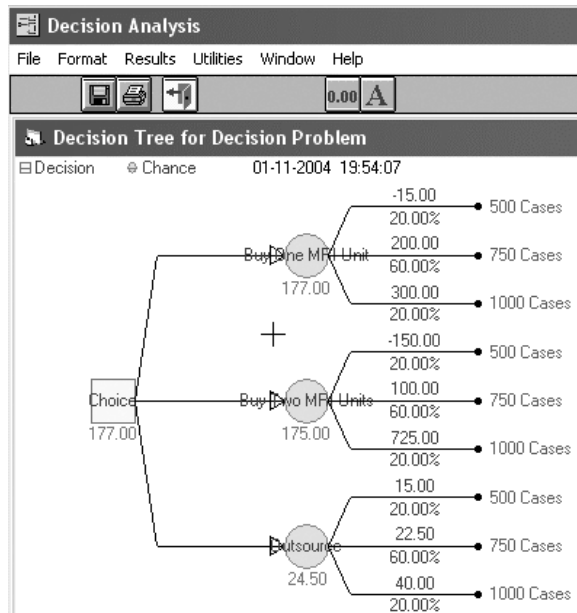 Decision Analysis
File Format Results Utilities Window Help
0.00 A
Decision Tree for Decision Problem
Decision Chance 01-11-2004 19:54:07
-15.00
20.00%
500 Cases
200.00
60.00%
750 Cases
300.00
20.00%
1000 Cases
Buy One MRI Unit
177.00
-150.00
20.00%
500 Cases
100.00
60.00%
750 Cases
725.00
20.00%
1000 Cases
Choice
177.00
Buy Two MRI Units
175.00
15.00
20.00%
500 Cases
22.50
60.00%
750 Cases
40.00
20.00%
1000 Cases
Outsource
24.50